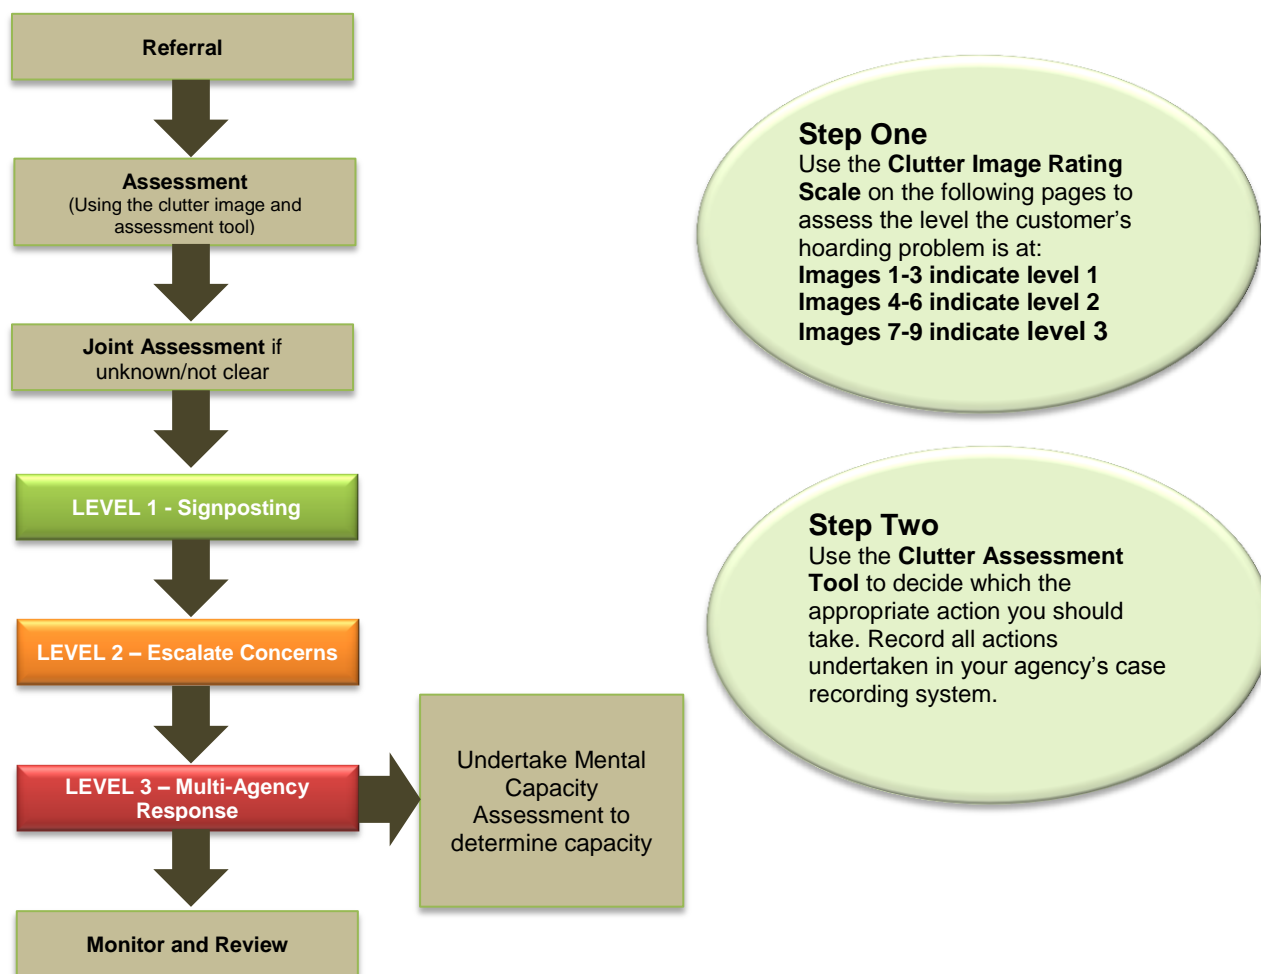 Referral
Assessment
(Using the clutter image and
assessment tool)
Joint Assessment if
unknown/not clear
LEVEL 1 - Signposting
LEVEL 2 – Escalate Concerns
LEVEL 3 – Multi-Agency
Response
Undertake Mental
Capacity
Assessment to
determine capacity
Monitor and Review
Step One
Use the Clutter Image Rating
Scale on the following pages to
assess the level the customer’s
hoarding problem is at:
Images 1-3 indicate level 1
Images 4-6 indicate level 2
Images 7-9 indicate level 3
Step Two
Use the Clutter Assessment
Tool to decide which the
appropriate action you should
take. Record all actions
undertaken in your agency’s case
recording system.